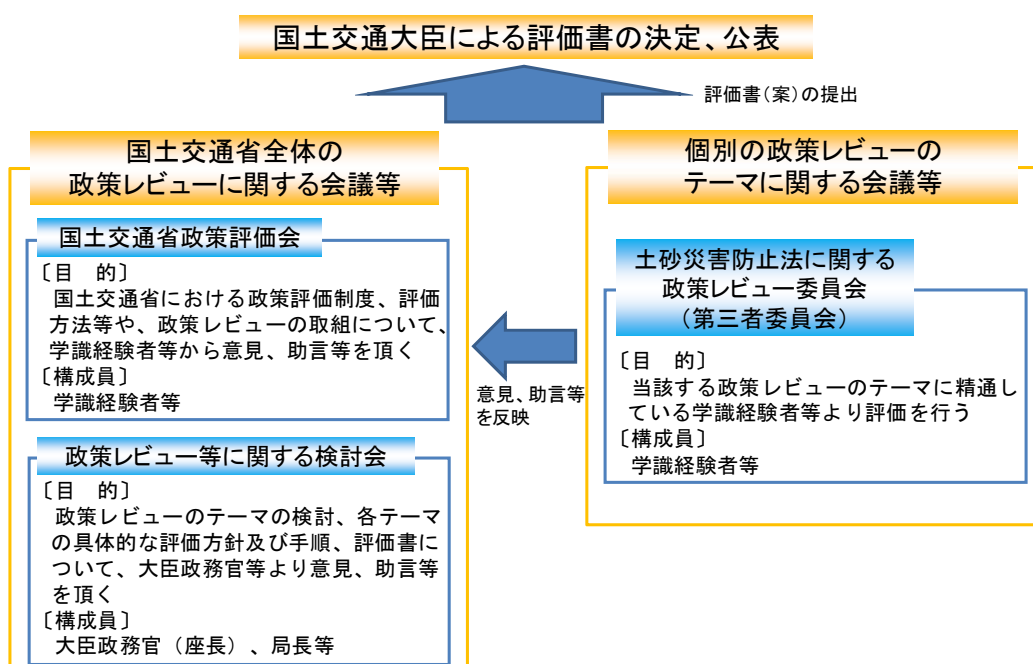 国土交通大臣による評価書の決定、公表
評価書（案）の提出
国土交通省全体の
政策レビューに関する会議等
国土交通省政策評価会
〔目　的〕
国土交通省における政策評価制度、評価
方法等や、政策レビューの取組について、
学識経験者等から意見、助言等を頂く
〔構成員〕
学識経験者等
政策レビュー等に関する検討会
〔目　的〕
政策レビューのテーマの検討、各テーマ
の具体的な評価方針及び手順、評価書に
ついて、大臣政務官等より意見、助言等
を頂く
〔構成員〕
大臣政務官（座長）、局長等
意見、助言等
を反映
個別の政策レビューの
テーマに関する会議等
土砂災害防止法に関する
政策レビュー委員会
（第三者委員会）
〔目　的〕
当該する政策レビューのテーマに精通し
ている学識経験者等より評価を行う
〔構成員〕
学識経験者等